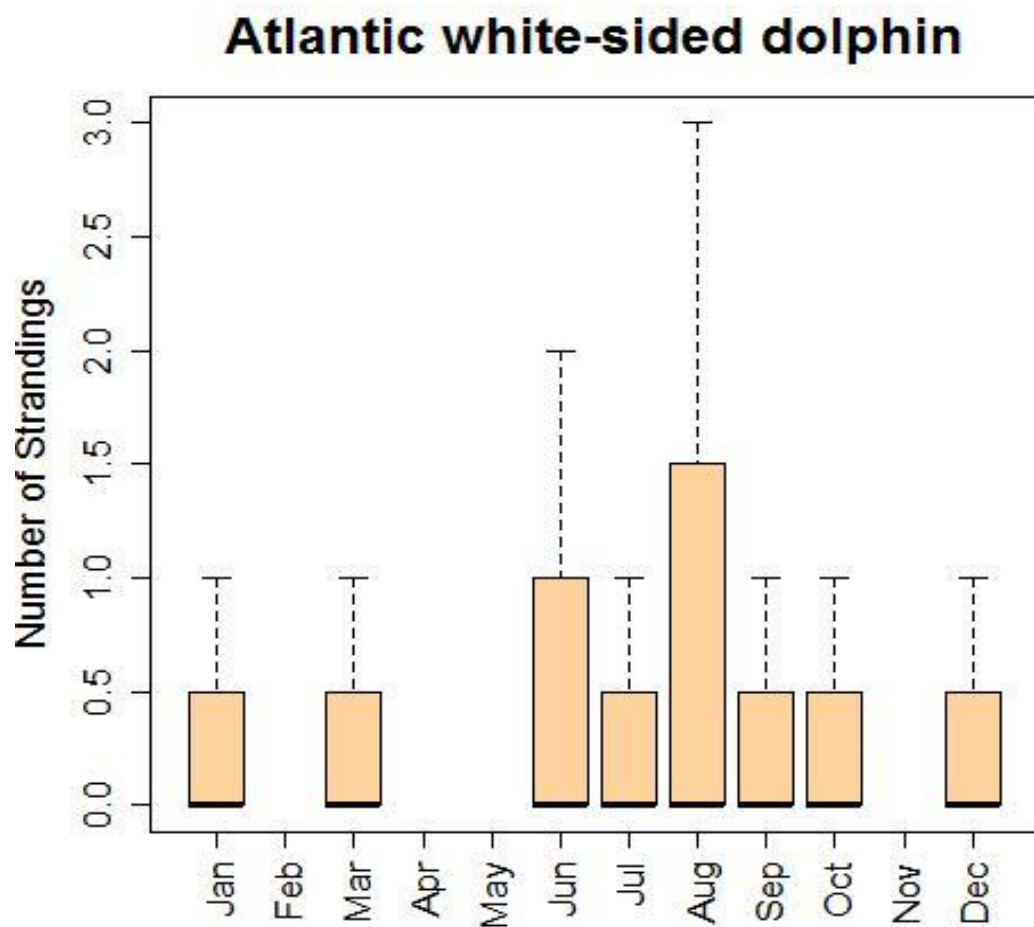 Atlantic white-sided dolphin
Number of Strandings
3.0
2.5
2.0
1.5
1.0
0.5
0.0
Jan
Feb
Mar
Apr
May
Jun
Jul
Aug
Sep
Oct
Nov
Dec